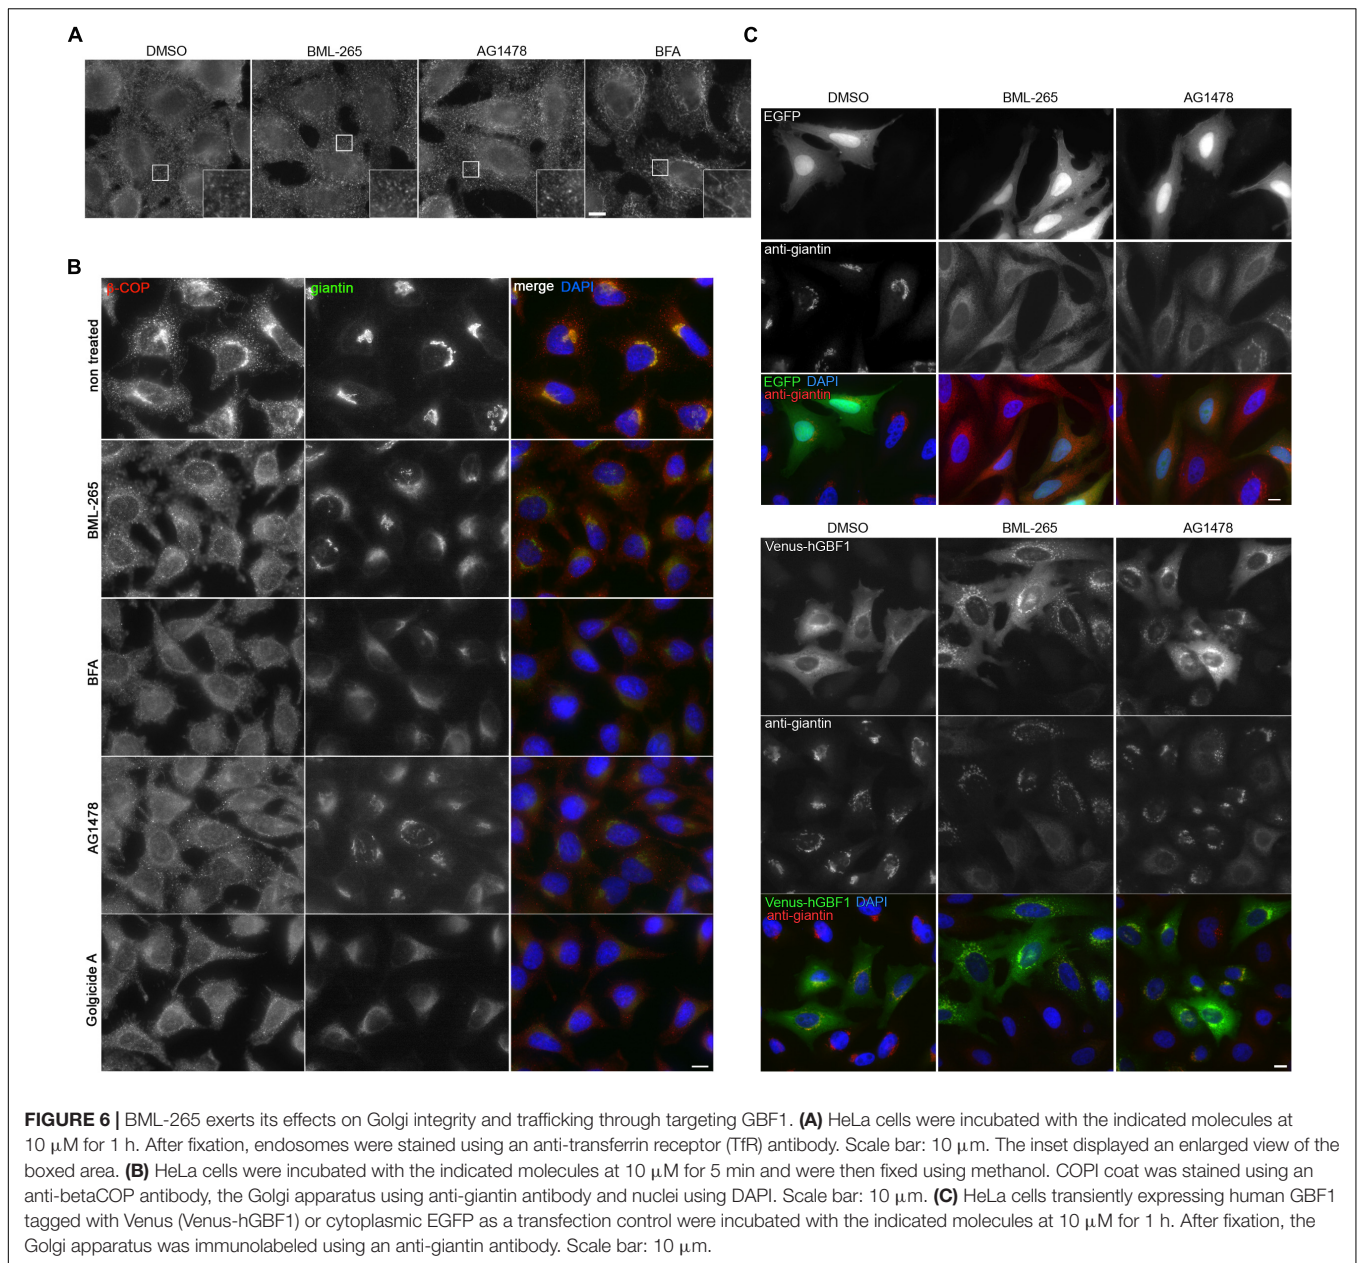 A
DMSO BML-265 AG1478 BFA
B
β-COP giantin merge DAPI
non treated
BML-265
BFA
AG1478
Golgicide A
C
DMSO BML-265 AG1478
EGFP
anti-giantin
EGFP DAPI
anti-giantin
DMSO BML-265 AG1478
Venus-hGBF1
anti-giantin
Venus-hGBF1 DAPI
anti-giantin
FIGURE 6 | BML-265 exerts its effects on Golgi integrity and trafficking through targeting GBF1. (A) HeLa cells were incubated with the indicated molecules at
10 μM for 1 h. After fixation, endosomes were stained using an anti-transferrin receptor (TfR) antibody. Scale bar: 10 μm. The inset displayed an enlarged view of the
boxed area. (B) HeLa cells were incubated with the indicated molecules at 10 μM for 5 min and were then fixed using methanol. COPI coat was stained using an
anti-betaCOP antibody, the Golgi apparatus using anti-giantin antibody and nuclei using DAPI. Scale bar: 10 μm. (C) HeLa cells transiently expressing human GBF1
tagged with Venus (Venus-hGBF1) or cytoplasmic EGFP as a transfection control were incubated with the indicated molecules at 10 μM for 1 h. After fixation, the
Golgi apparatus was immunolabeled using an anti-giantin antibody. Scale bar: 10 μm.